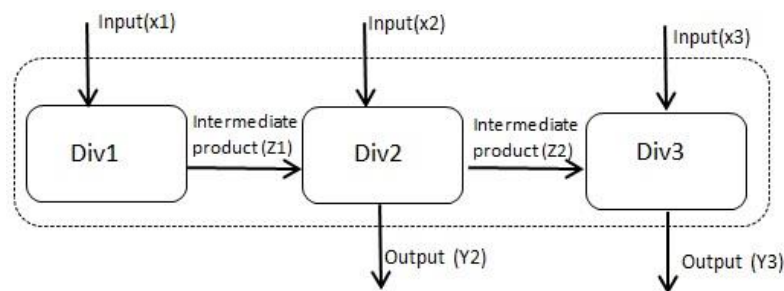 Input(x1)
Input(x2)
Input(x3)
Div1
Intermediate
product(Z1)
Div2
Intermediate
product(Z2)
Div3
Output (Y2)
Output (Y3)